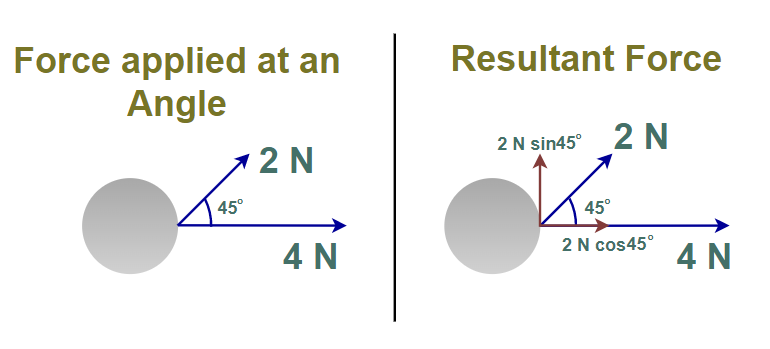 Force applied at an
Angle
2 N
45°
4 N
Resultant Force
2 N sin45°
2 N
45°
2 N cos45°
4 N